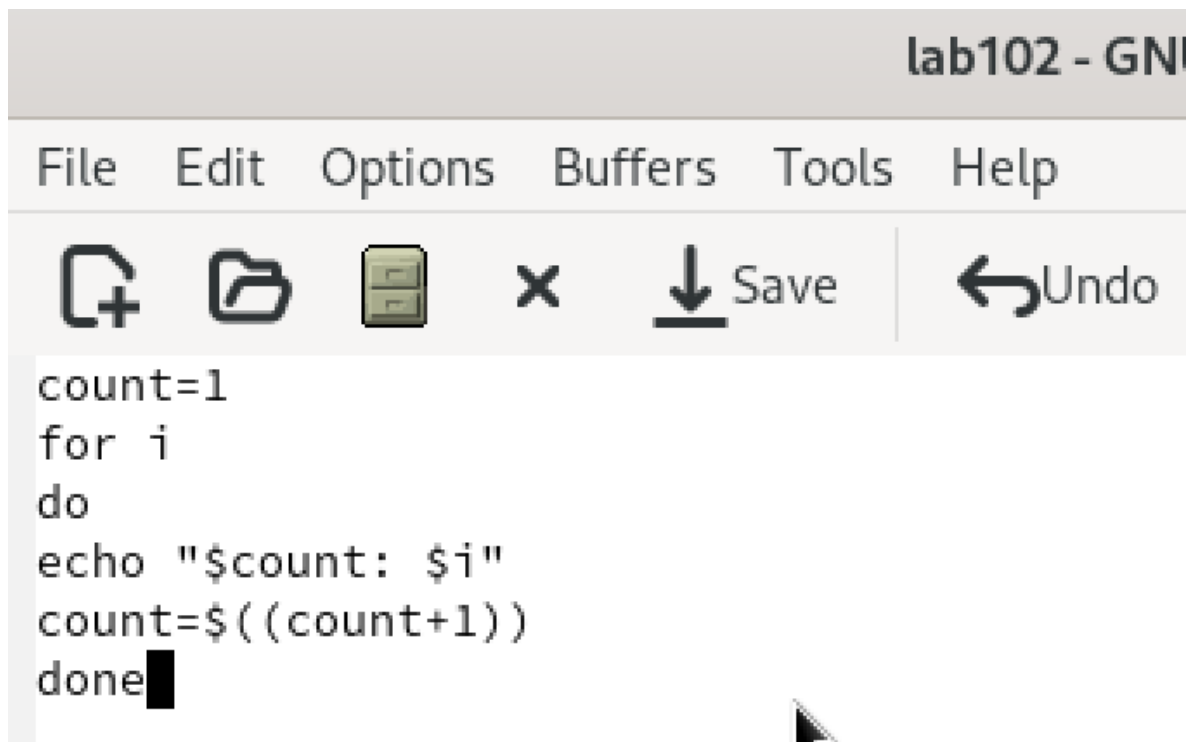 lab102 - GNU
File Edit Options Buffers Tools Help
Save Undo
count=1
for i
do
echo "$count: $i"
count=$((count+1))
done